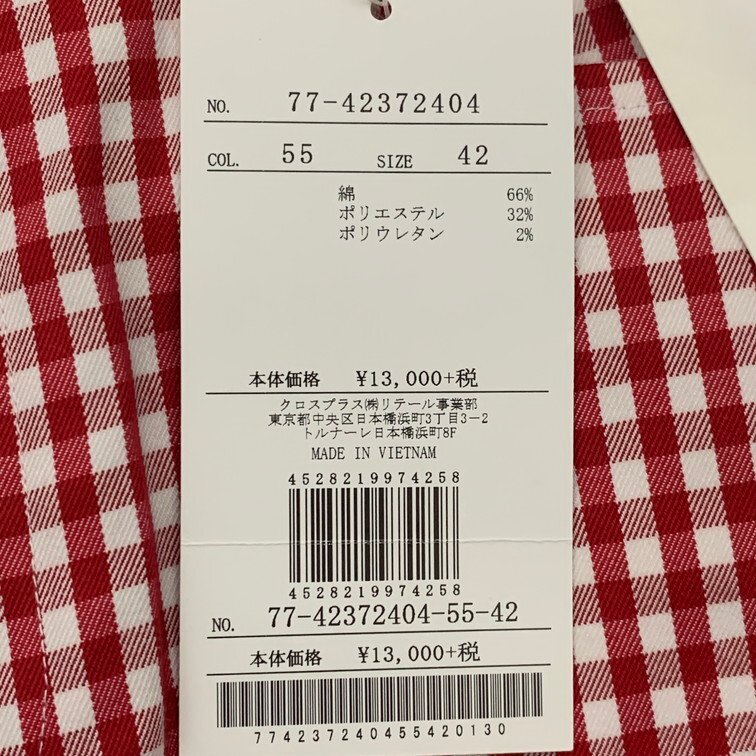 NO. 77-42372404
COL. 55 SIZE 42
綿 66%
ポリエステル 32%
ポリウレタン 2%
本体価格 ¥13,000+税
クロスプラス㈱リテール事業部
東京都中央区日本橋浜町3丁目3-2
トルナーレ日本橋浜町8F
MADE IN VIETNAM
4528219974258
4528219974258
NO. 77-42372404-55-42
本体価格 ¥13,000+税
774237240455420130